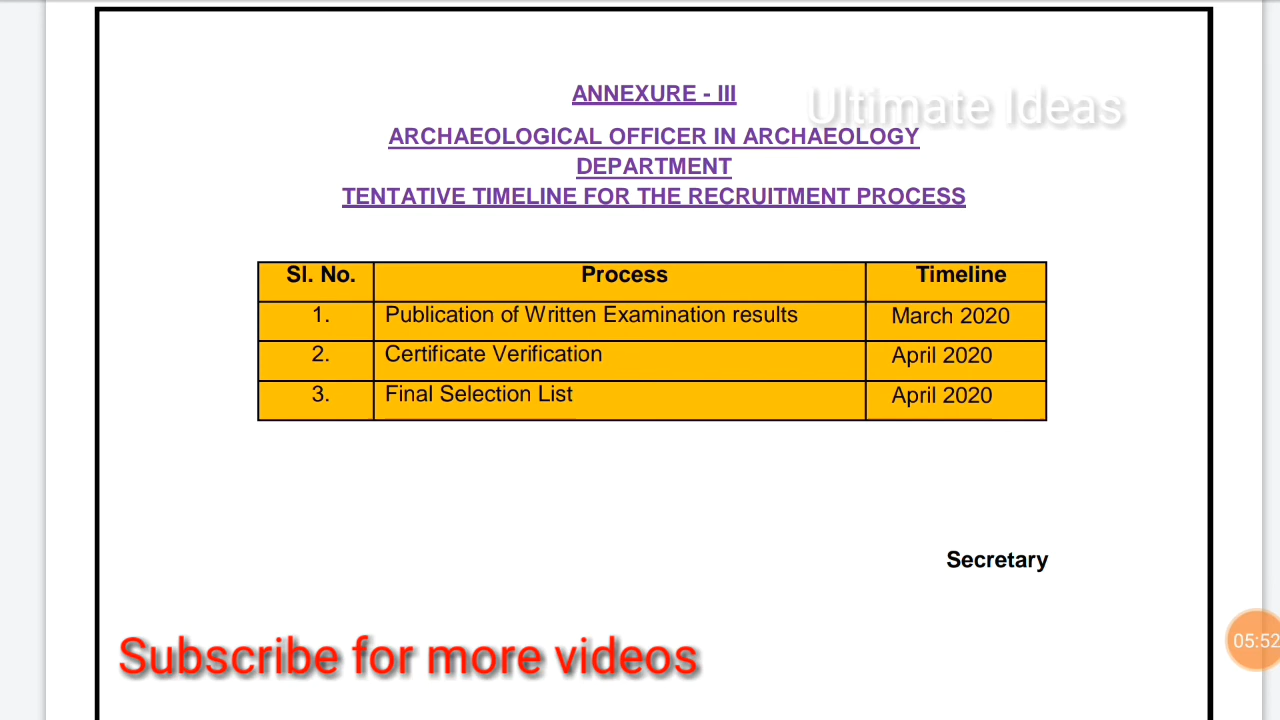 ANNEXURE - III
Ultimate Ideas
ARCHAEOLOGICAL OFFICER IN ARCHAEOLOGY
DEPARTMENT
TENTATIVE TIMELINE FOR THE RECRUITMENT PROCESS
Sl. No. Process Timeline
1. Publication of Written Examination results March 2020
2. Certificate Verification April 2020
3. Final Selection List April 2020
Secretary
05:52
Subscribe for more videos